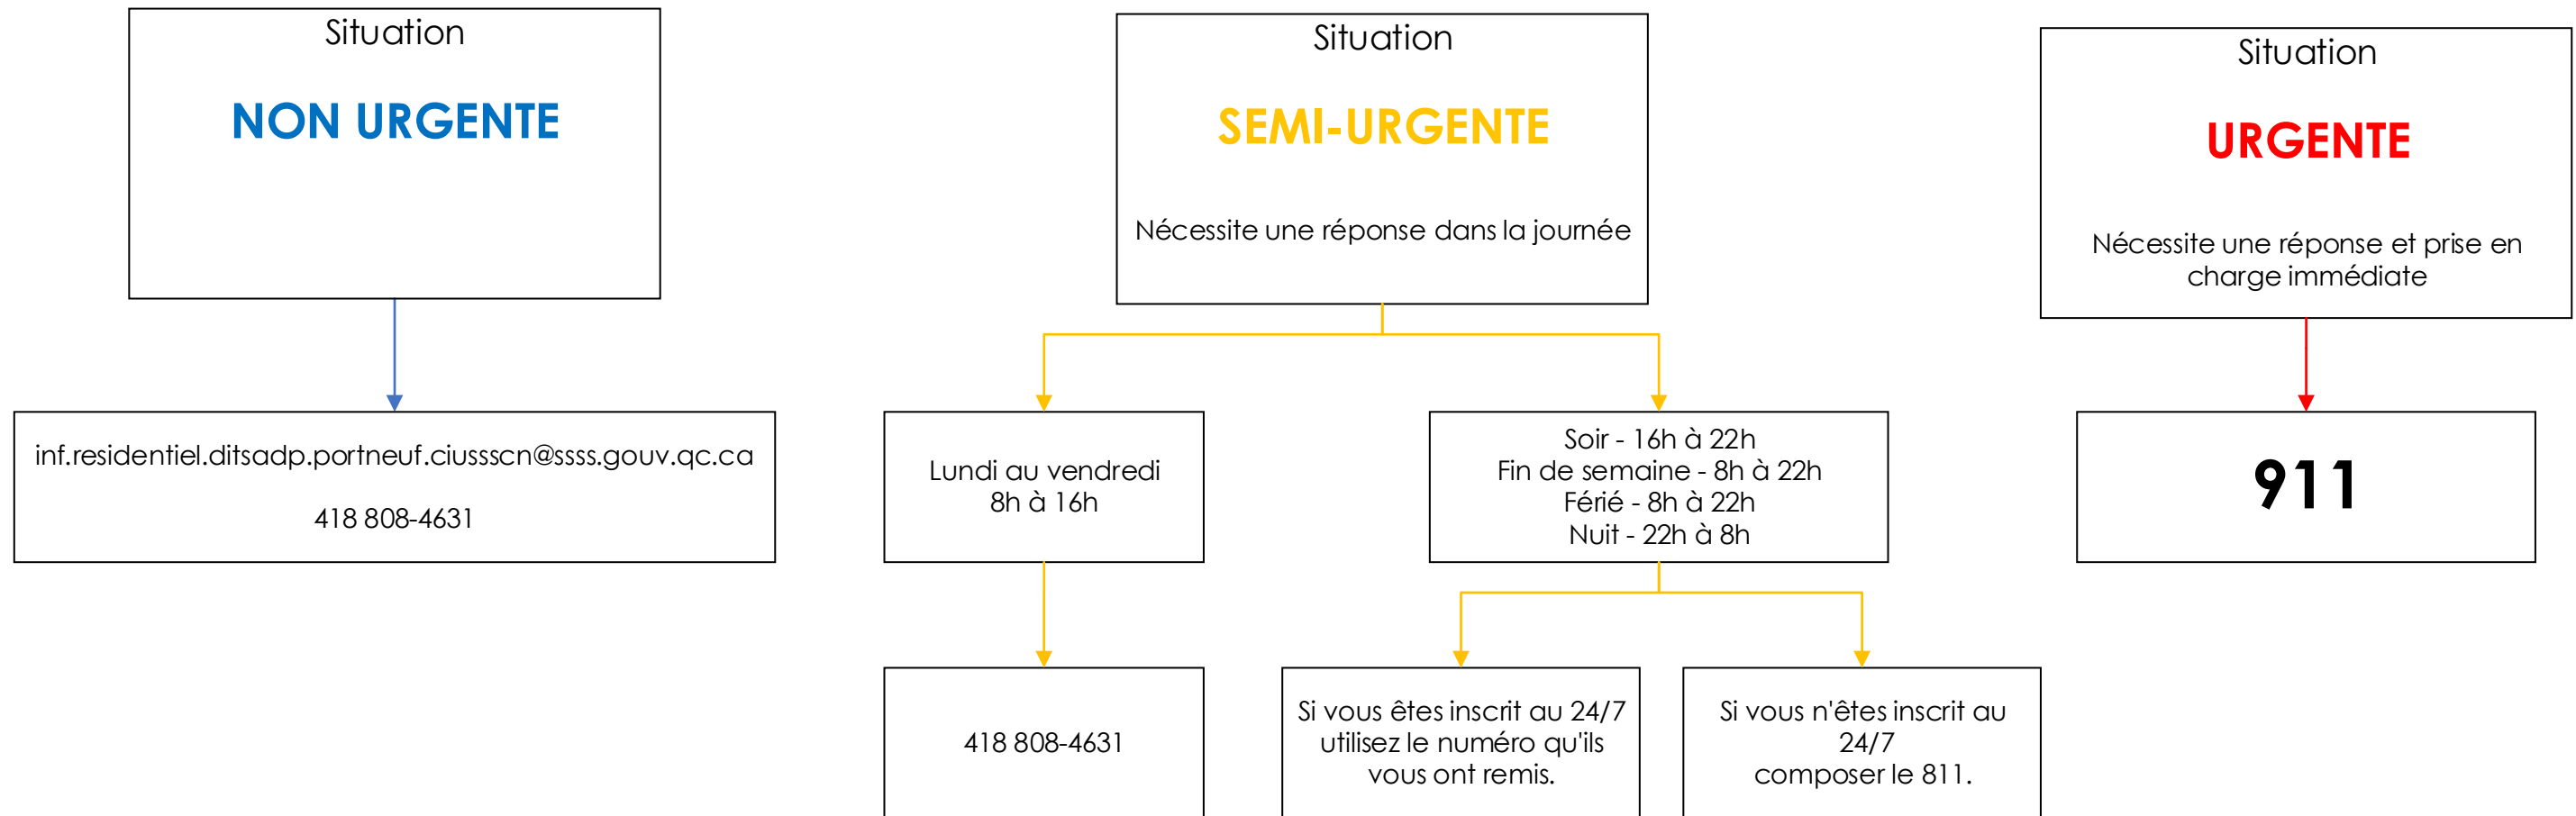 Situation
NON URGENTE
Situation
SEMI-URGENTE
Nécessite une réponse dans la journée
Situation
URGENTE
Nécessite une réponse et prise en
charge immédiate
inf.residentiel.ditsadp.portneuf.ciussscn@ssss.gouv.qc.ca
418 808-4631
Lundi au vendredi
8h à 16h
Soir - 16h à 22h
Fin de semaine - 8h à 22h
Férié - 8h à 22h
Nuit - 22h à 8h
911
418 808-4631
Si vous êtes inscrit au 24/7
utilisez le numéro qu'ils
vous ont remis.
Si vous n'êtes inscrit au
24/7
composer le 811.